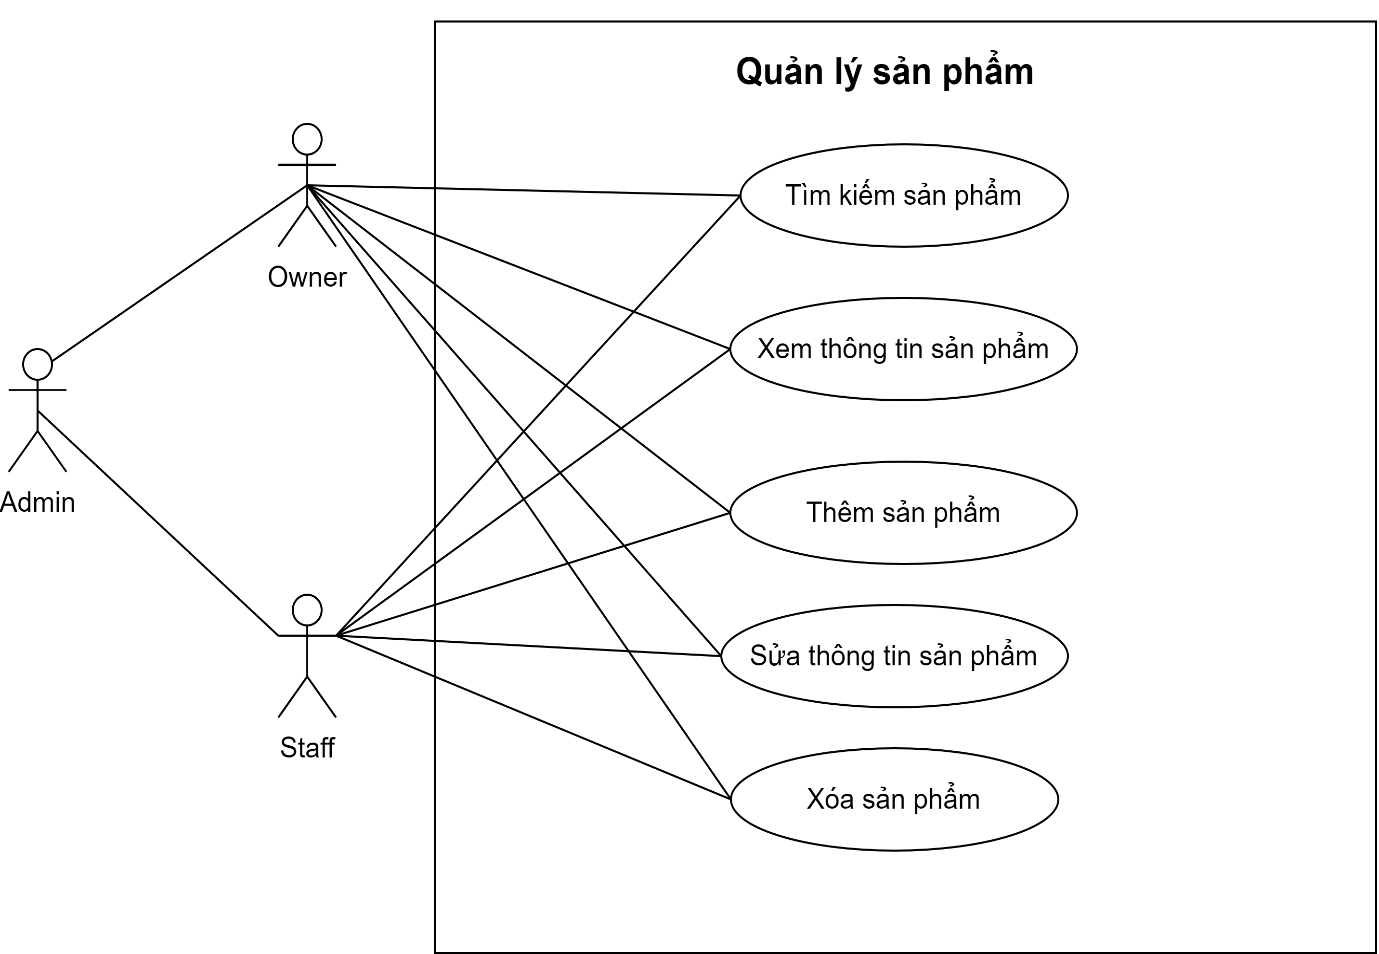 Quản lý sản phẩm
Owner
Admin
Staff
Tìm kiếm sản phẩm
Xem thông tin sản phẩm
Thêm sản phẩm
Sửa thông tin sản phẩm
Xóa sản phẩm